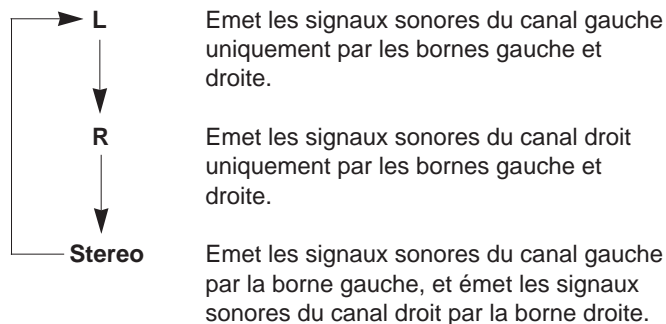 L Emet les signaux sonores du canal gauche
uniquement par les bornes gauche et
droite.
R Emet les signaux sonores du canal droit
uniquement par les bornes gauche et
droite.
Stereo Emet les signaux sonores du canal gauche
par la borne gauche, et émet les signaux
sonores du canal droit par la borne droite.